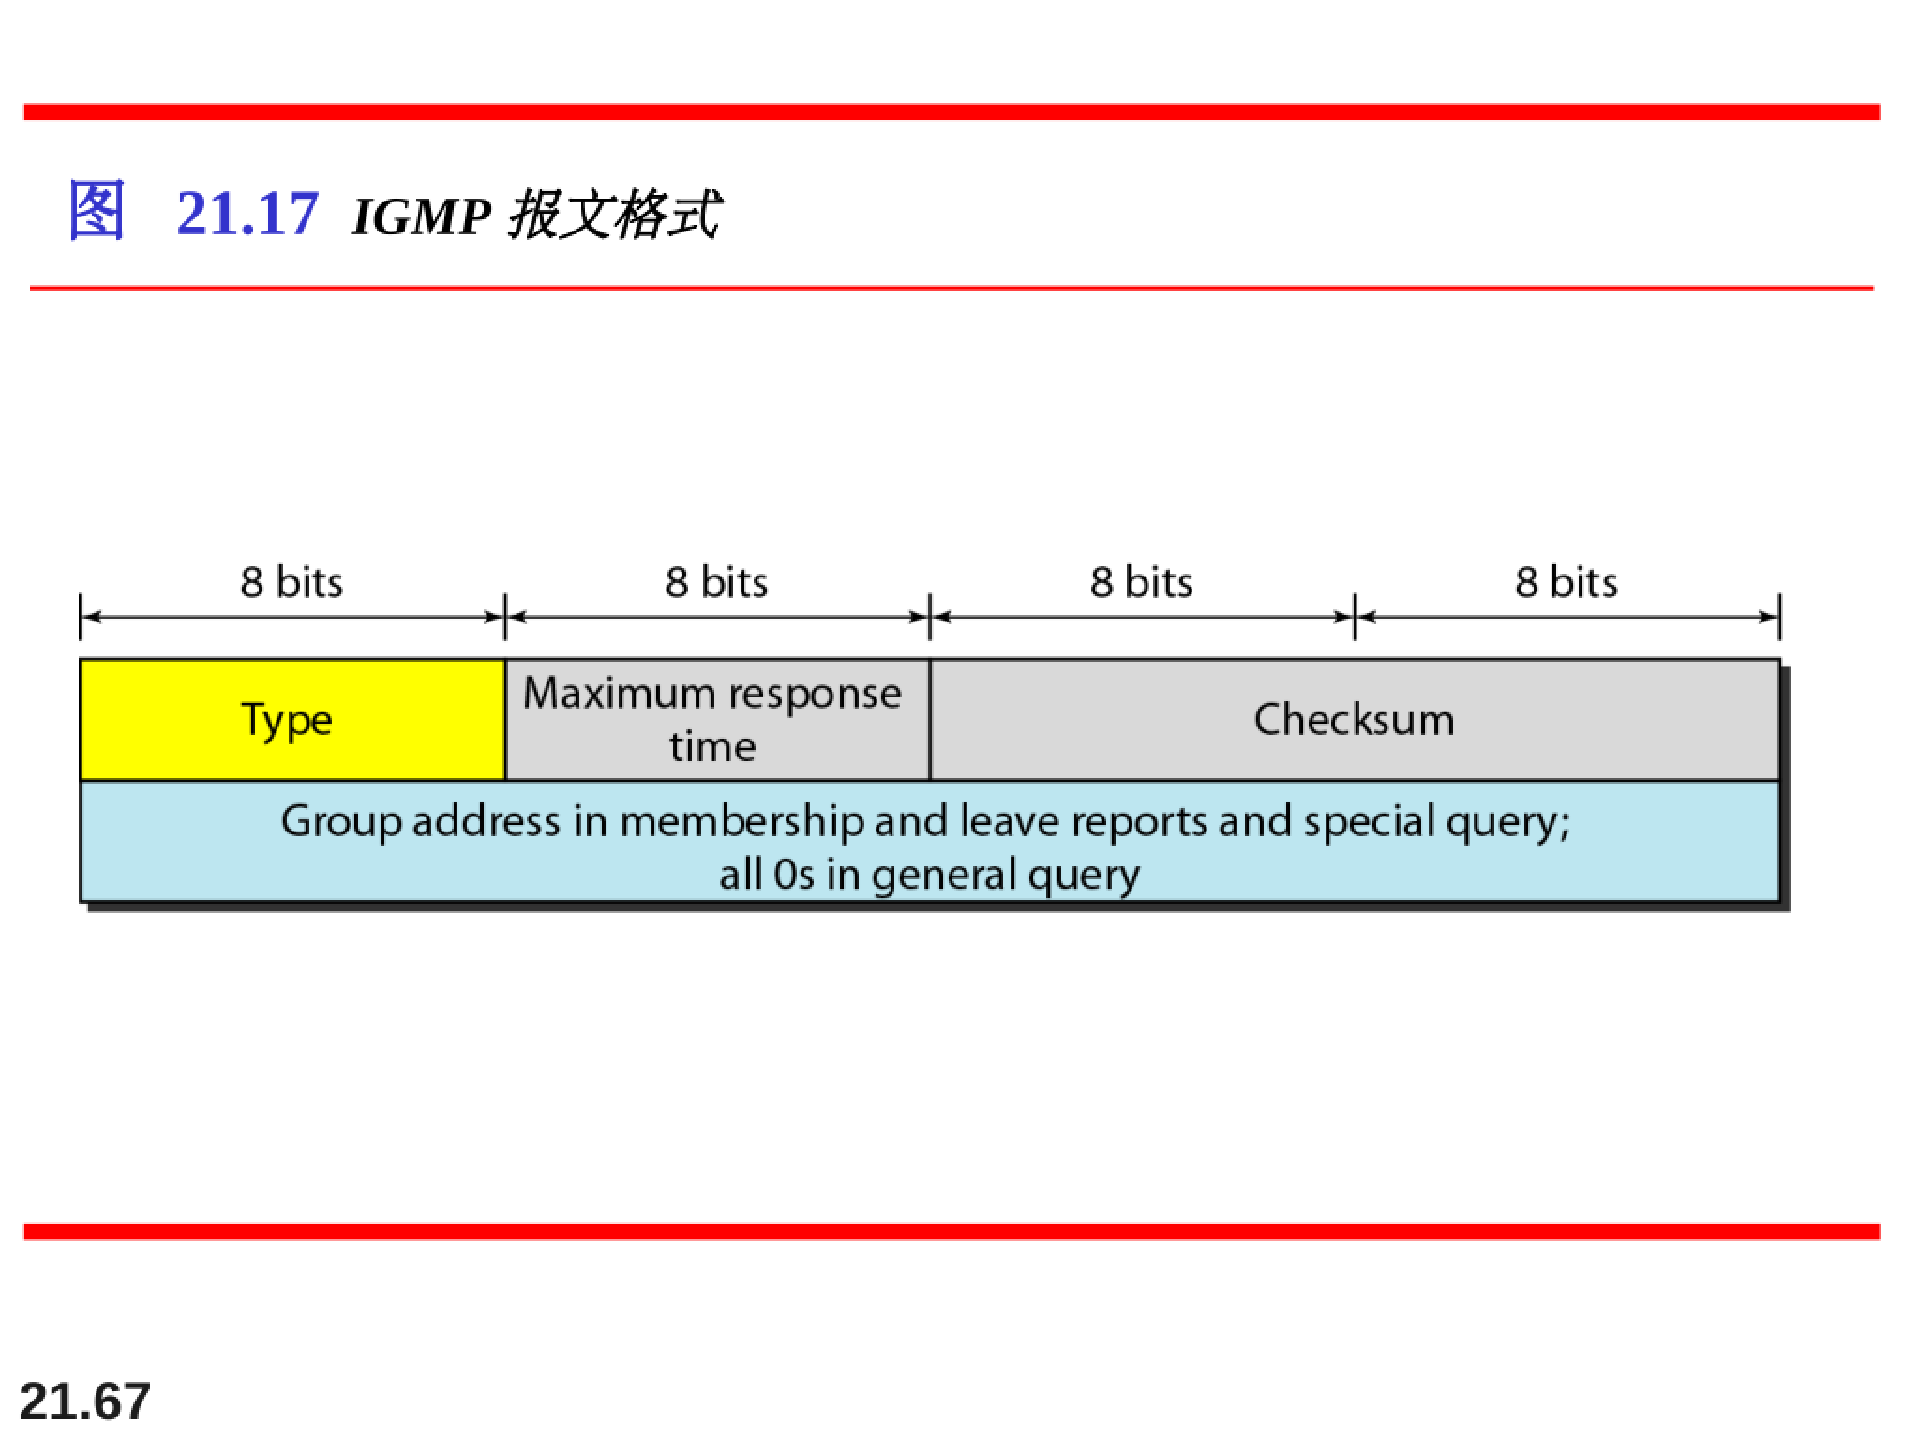 图 21.17 IGMP 报文格式
8 bits 8 bits 8 bits 8 bits
Type
Maximum response
time
Checksum
Group address in membership and leave reports and special query;
all 0s in general query
21.67